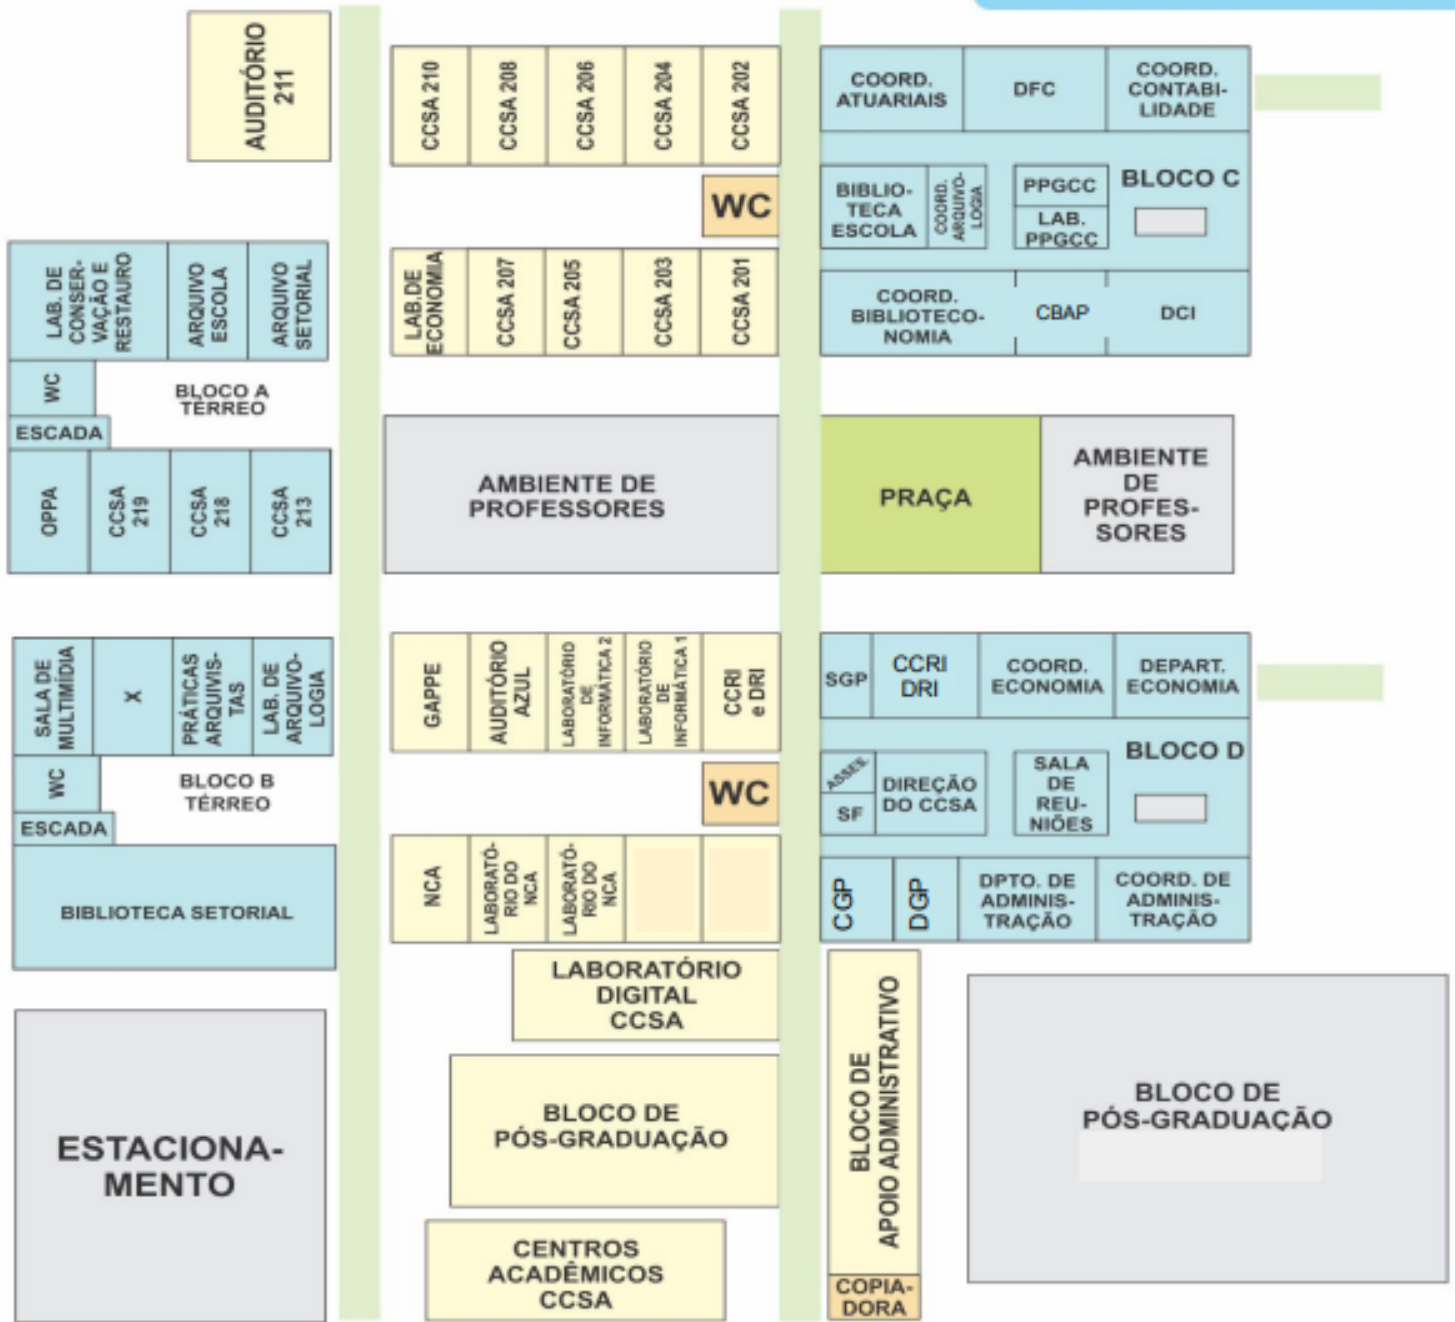 AUDITÓRIO
211
CCSA 210
CCSA 208
CCSA 206
CCSA 204
CCSA 202
COORD.
ATUARIAIS
DFC
COORD.
CONTABI-
LIDADE
WC
BIBLIO-
TECA
ESCOLA
COORD.
ARQUIVO-
LOGIA
PPGCC
LAB.
PPGCC
BLOCO C
LAB. DE
CONSER-
VAÇÃO E
RESTAURO
ARQUIVO
ESCOLA
ARQUIVO
SETORIAL
LAB.DE
ECONOMIA
CCSA 207
CCSA 205
CCSA 203
CCSA 201
COORD.
BIBLIOTECO-
NOMIA
CBAP
DCI
WC
BLOCO A
TÉRREO
ESCADA
OPPA
CCSA
219
CCSA
218
CCSA
213
AMBIENTE DE
PROFESSORES
PRAÇA
AMBIENTE
DE
PROFES-
SORES
SALA DE
MULTIMÍDIA
X
PRÁTICAS
ARQUIVIS-
TAS
LAB. DE
ARQUIVO-
LOGIA
GAPPE
AUDITÓRIO
AZUL
LABORATÓRIO
DE
INFORMÁTICA 2
LABORATÓRIO
DE
INFORMÁTICA 1
CCRI
e DRI
SGP
CCRI
DRI
COORD.
ECONOMIA
DEPART.
ECONOMIA
WC
BLOCO B
TÉRREO
ESCADA
WC
ASSES.
SF
DIREÇÃO
DO CCSA
SALA
DE
REU-
NIÕES
BLOCO D
BIBLIOTECA SETORIAL
NCA
LABORATÓ-
RIO DO
NCA
LABORATÓ-
RIO DO
NCA
CGP
DGP
DPTO. DE
ADMINIS-
TRAÇÃO
COORD. DE
ADMINIS-
TRAÇÃO
LABORATÓRIO
DIGITAL
CCSA
ESTACIONA-
MENTO
BLOCO DE
PÓS-GRADUAÇÃO
BLOCO DE
APOIO ADMINISTRATIVO
BLOCO DE
PÓS-GRADUAÇÃO
CENTROS
ACADÊMICOS
CCSA
COPIA-
DORA